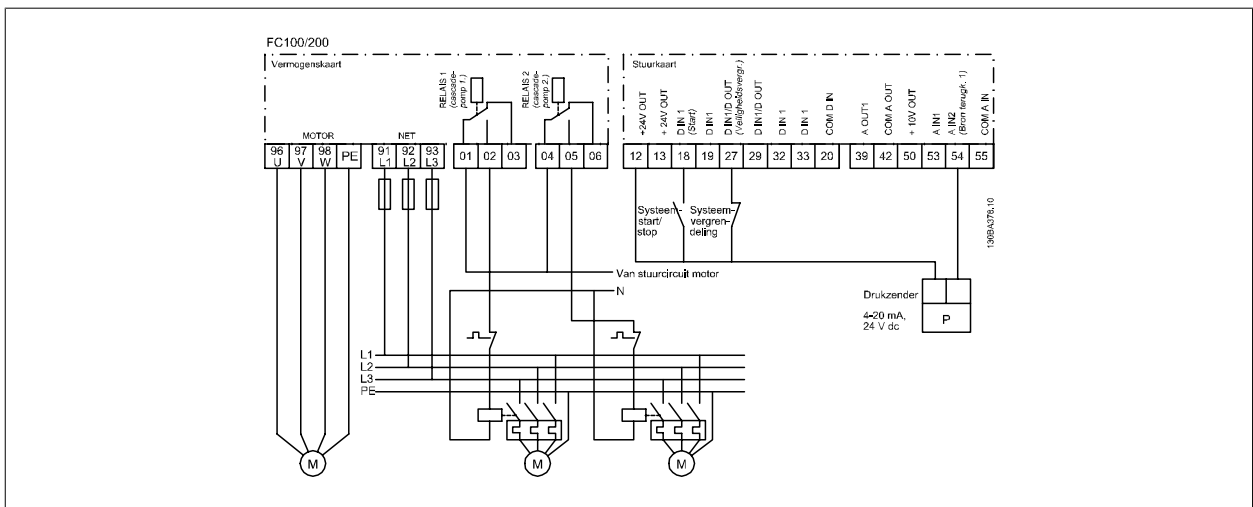 FC100/200
Vermogenskaart
RELAIS 1
(cascade-
pomp 1.)
RELAIS 2
(cascade-
pomp 2.)
MOTOR
NET
96 97 98 PE 91 92 93
U V W L1 L2 L3
01 02 03
04 05 06
Stuurkaart
+24V OUT
+ 24V OUT
D IN 1
(Start)
D IN1
D IN1/D OUT
(Veiligheidsvergr.)
D IN1/D OUT
D IN 1
D IN 1
COM D IN
A OUT1
COM A OUT
+ 10V OUT
A IN1
A IN2
(Bron terugk. 1)
COM A IN
12 13 18 19 27 29 32 33 20
39 42 50 53 54 55
130BA376.10
Systeem-
start/
stop
Systeem-
vergren-
deling
Van stuurcircuit motor
N
Drukzender
4-20 mA,
24 V dc
P
L1
L2
L3
PE
M
M
M